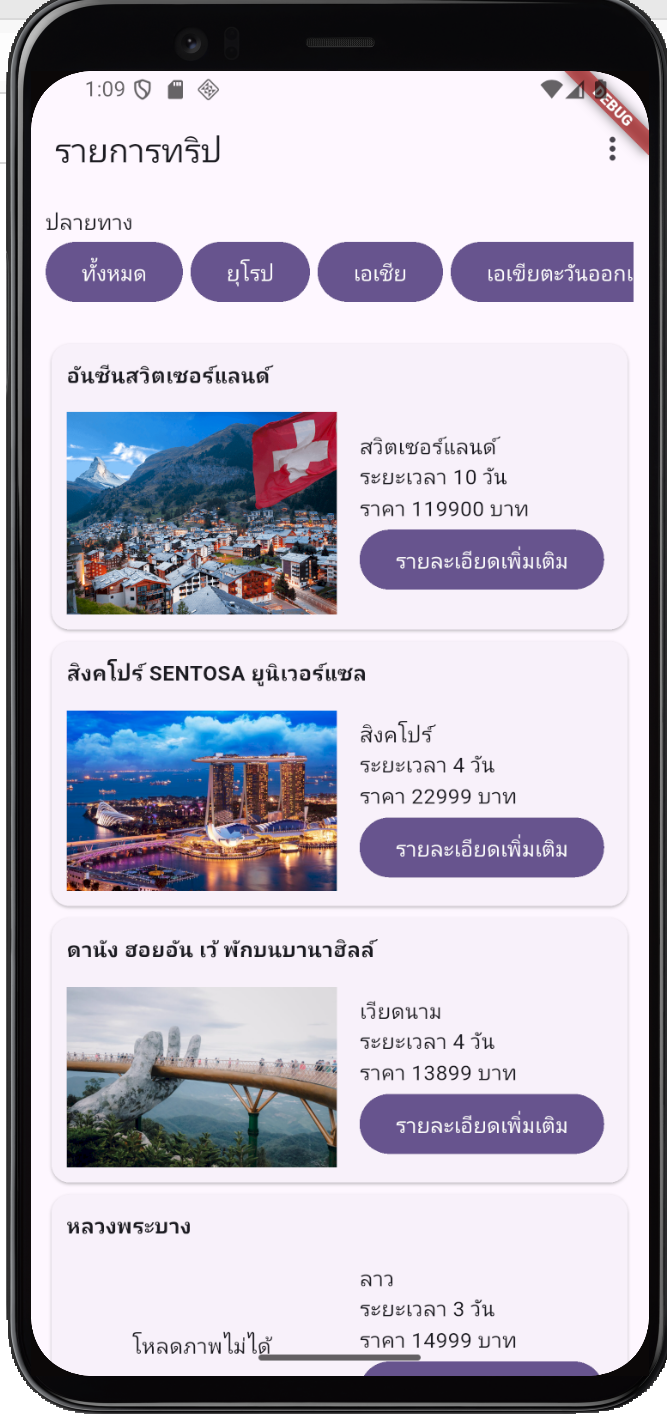 1:09
DEBUG
รายการทริป
ปลายทาง
ทั้งหมด
ยุโรป
เอเชีย
เอเชียตะวันออกเ
อันซีนสวิตเซอร์แลนด์
สวิตเซอร์แลนด์
ระยะเวลา 10 วัน
ราคา 119900 บาท
รายละเอียดเพิ่มเติม
สิงคโปร์ SENTOSA ยูนิเวอร์แซล
สิงคโปร์
ระยะเวลา 4 วัน
ราคา 22999 บาท
รายละเอียดเพิ่มเติม
ดานัง ฮอยอัน เว้ พักบนบานาฮิลล์
เวียดนาม
ระยะเวลา 4 วัน
ราคา 13899 บาท
รายละเอียดเพิ่มเติม
หลวงพระบาง
ลาว
ระยะเวลา 3 วัน
ราคา 14999 บาท
โหลดภาพไม่ได้